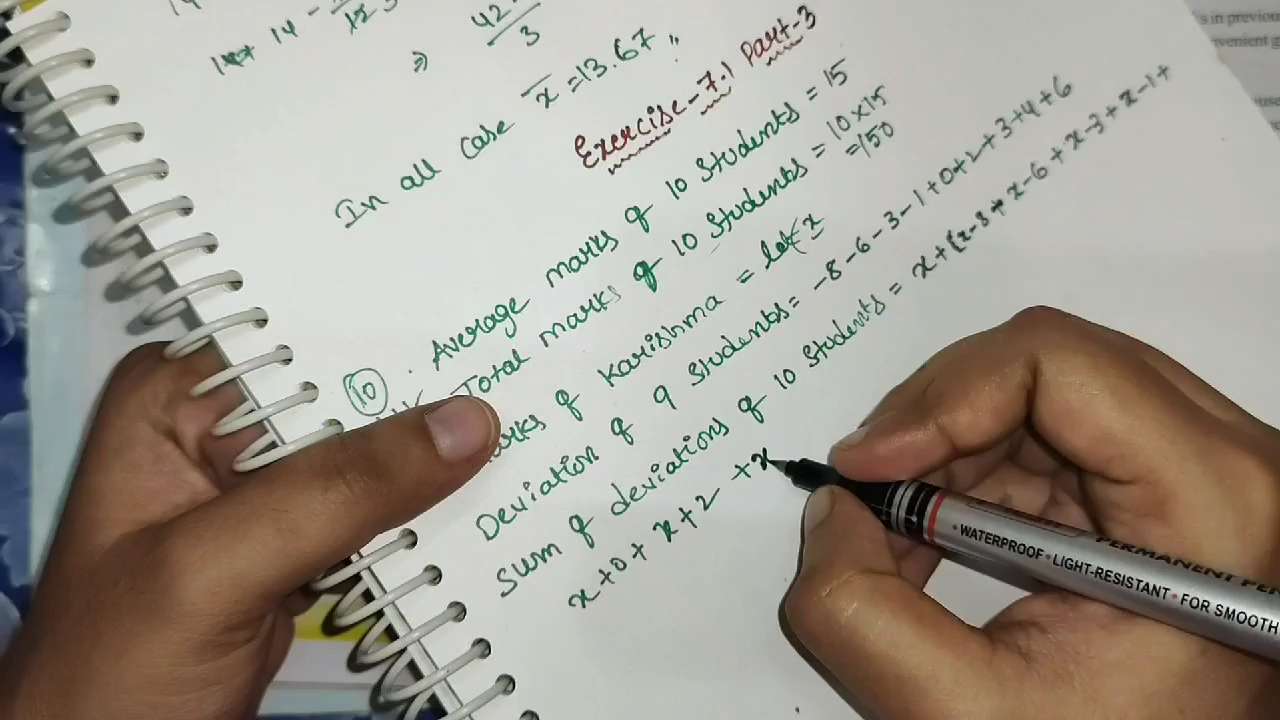 42
3
x̄ = 13.67
In all case
Exercise-7.1 Part-3
10. Average marks of 10 students = 15
Total marks of 10 students = 10×15
=150
marks of Karishma = let x
Deviation of 9 students = -8-6-3-1+0+2+3+4+6
Sum of deviations of 10 students = x+(x-8+x-6+x-3+x-1+
x+0+x+2+x
WATERPROOF • LIGHT-RESISTANT • FOR SMOOTH
PERMANENT
s in previou